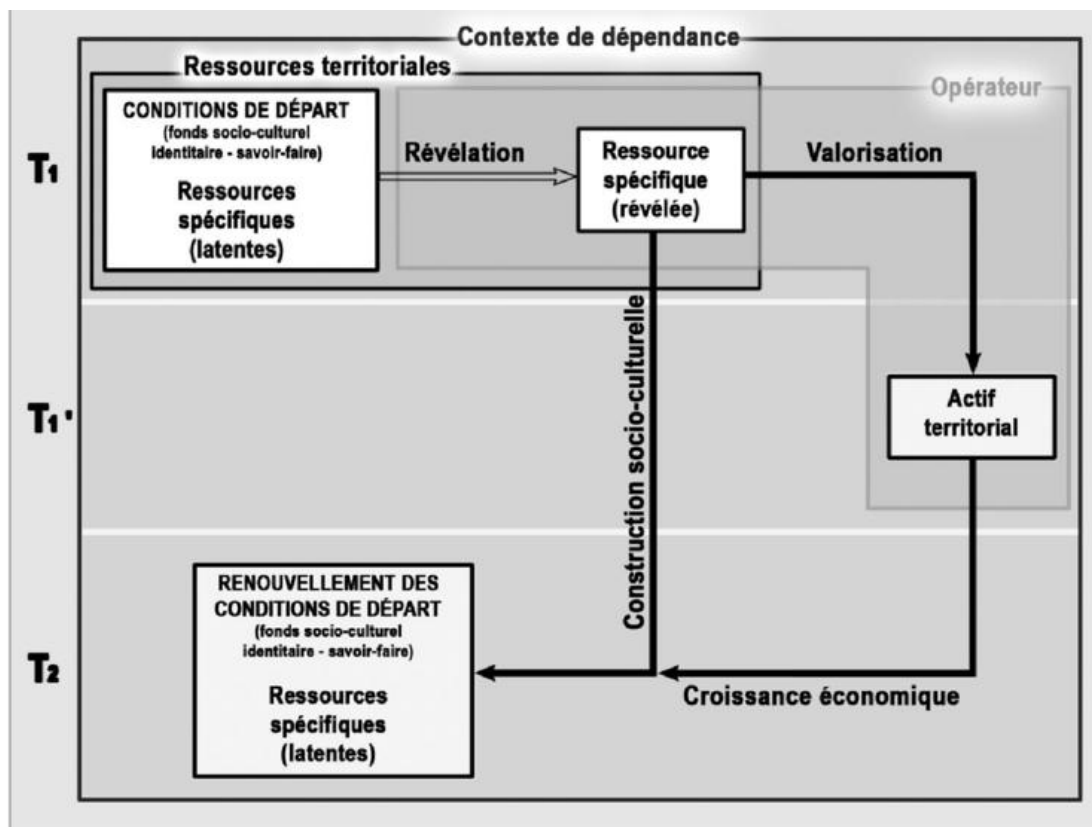 Contexte de dépendance
Ressources territoriales
Opérateur
T1
CONDITIONS DE DÉPART
(fonds socio-culturel
identitaire - savoir-faire)
Ressources
spécifiques
(latentes)
Révélation
Ressource
spécifique
(révélée)
Valorisation
Construction socio-culturelle
T1'
Actif
territorial
T2
RENOUVELLEMENT DES
CONDITIONS DE DÉPART
(fonds socio-culturel
identitaire - savoir-faire)
Ressources
spécifiques
(latentes)
Croissance économique